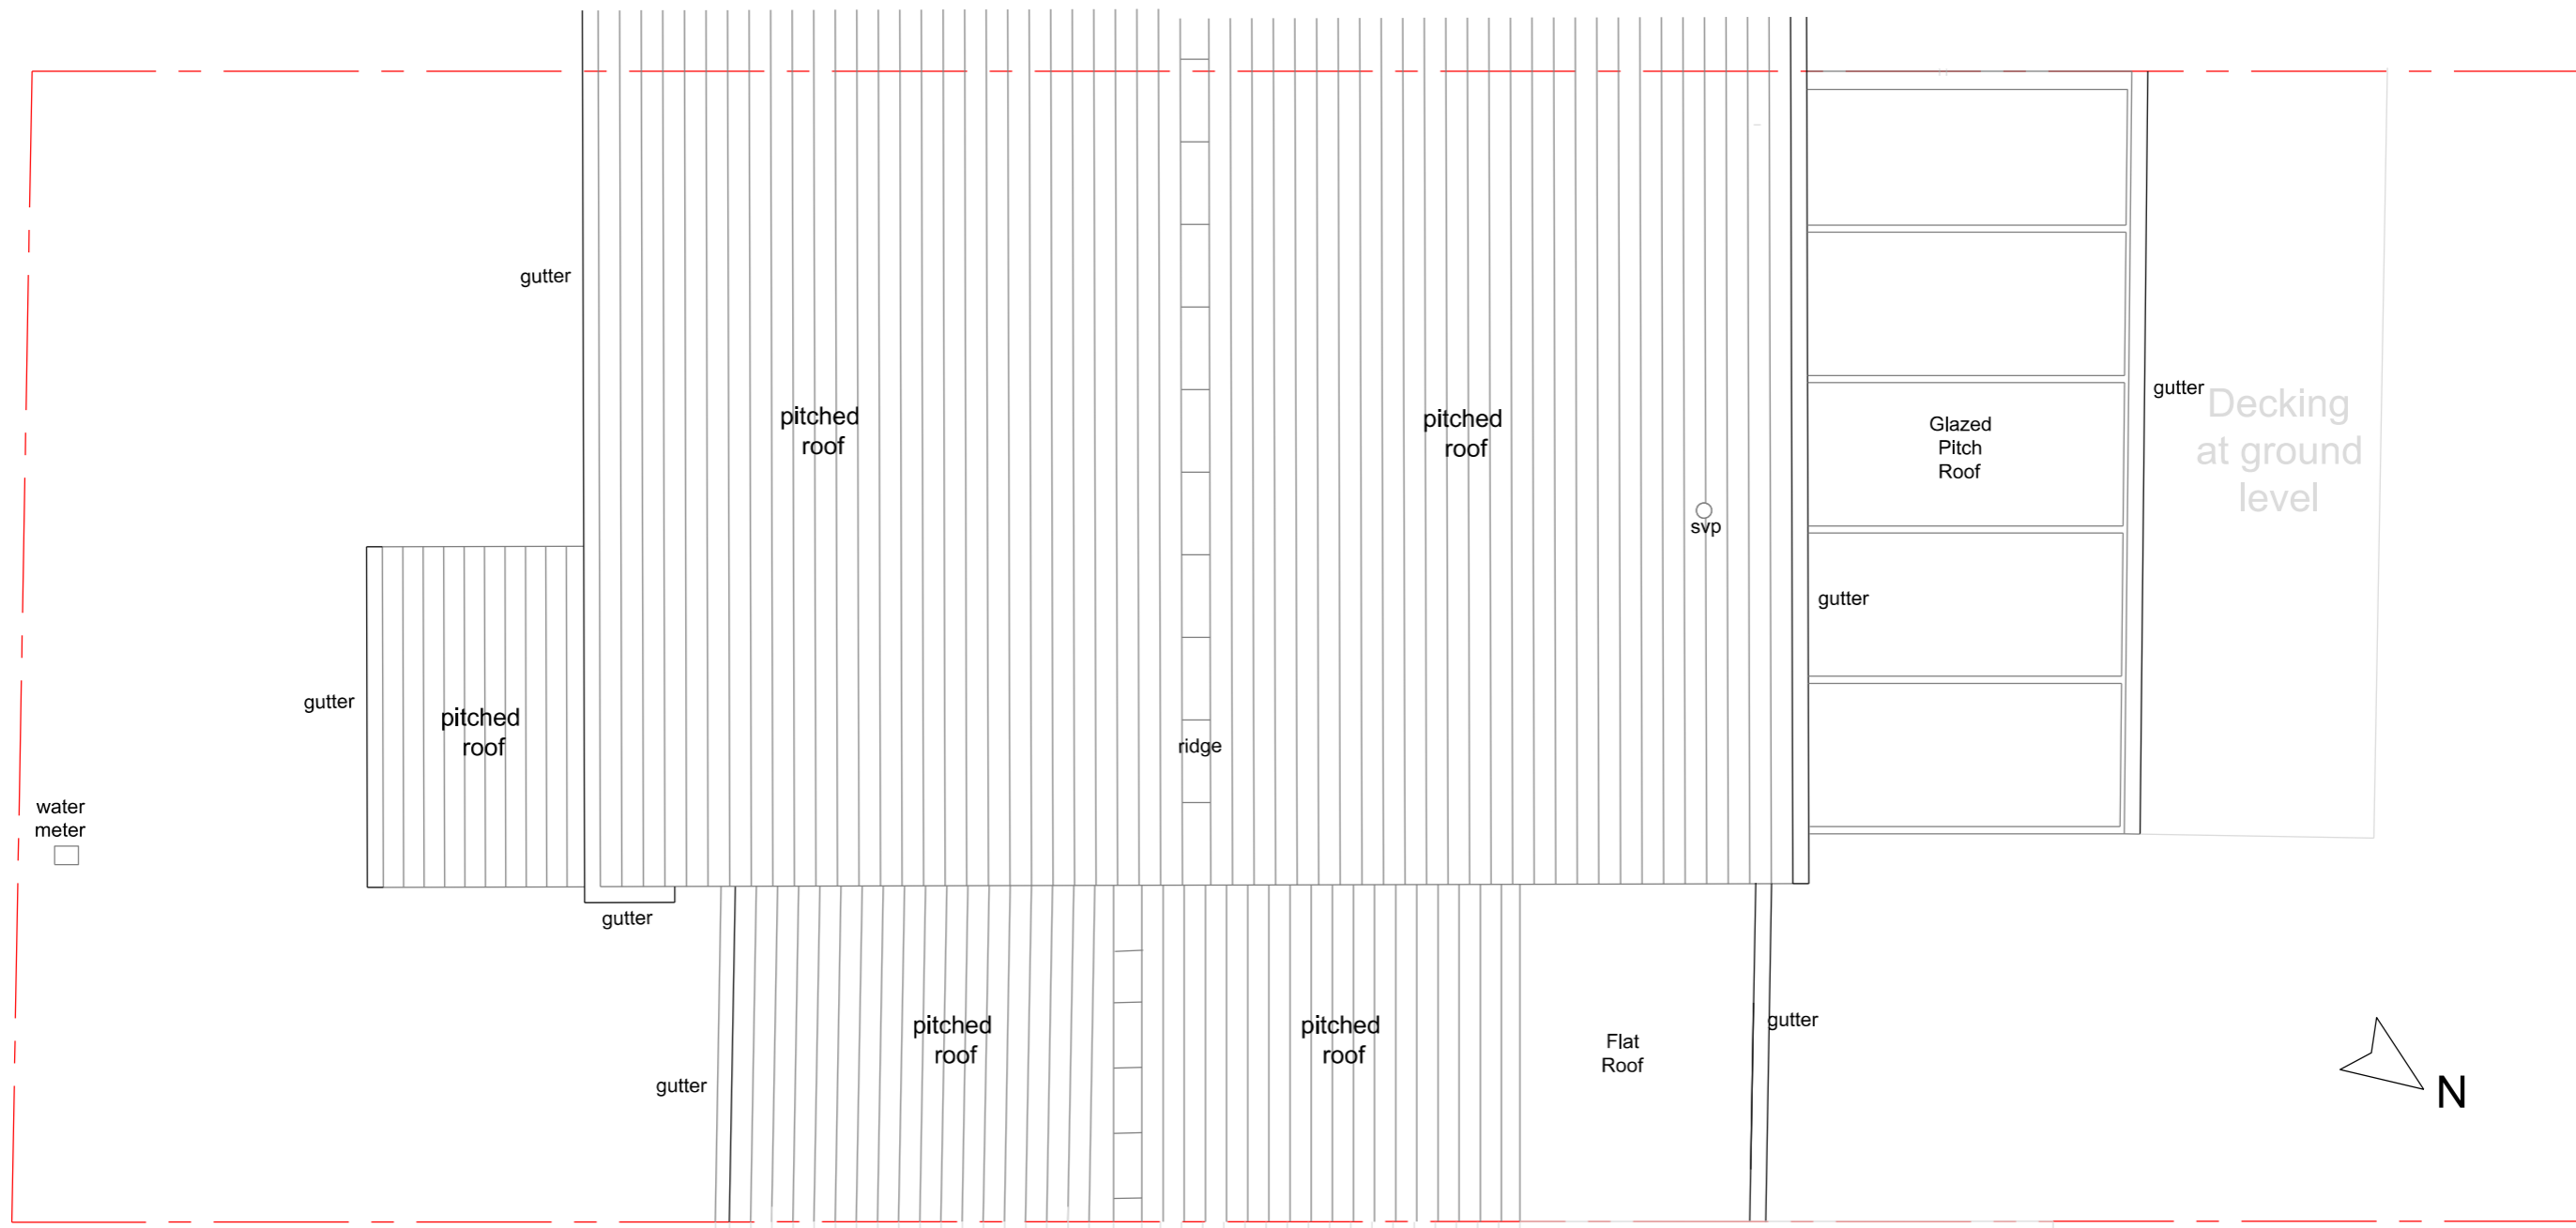 gutter
gutter
Decking
at ground
level
pitched
roof
pitched
roof
Glazed
Pitch
Roof
svp
gutter
gutter
pitched
roof
ridge
water
meter
gutter
pitched
roof
pitched
roof
Flat
Roof
gutter
gutter
N